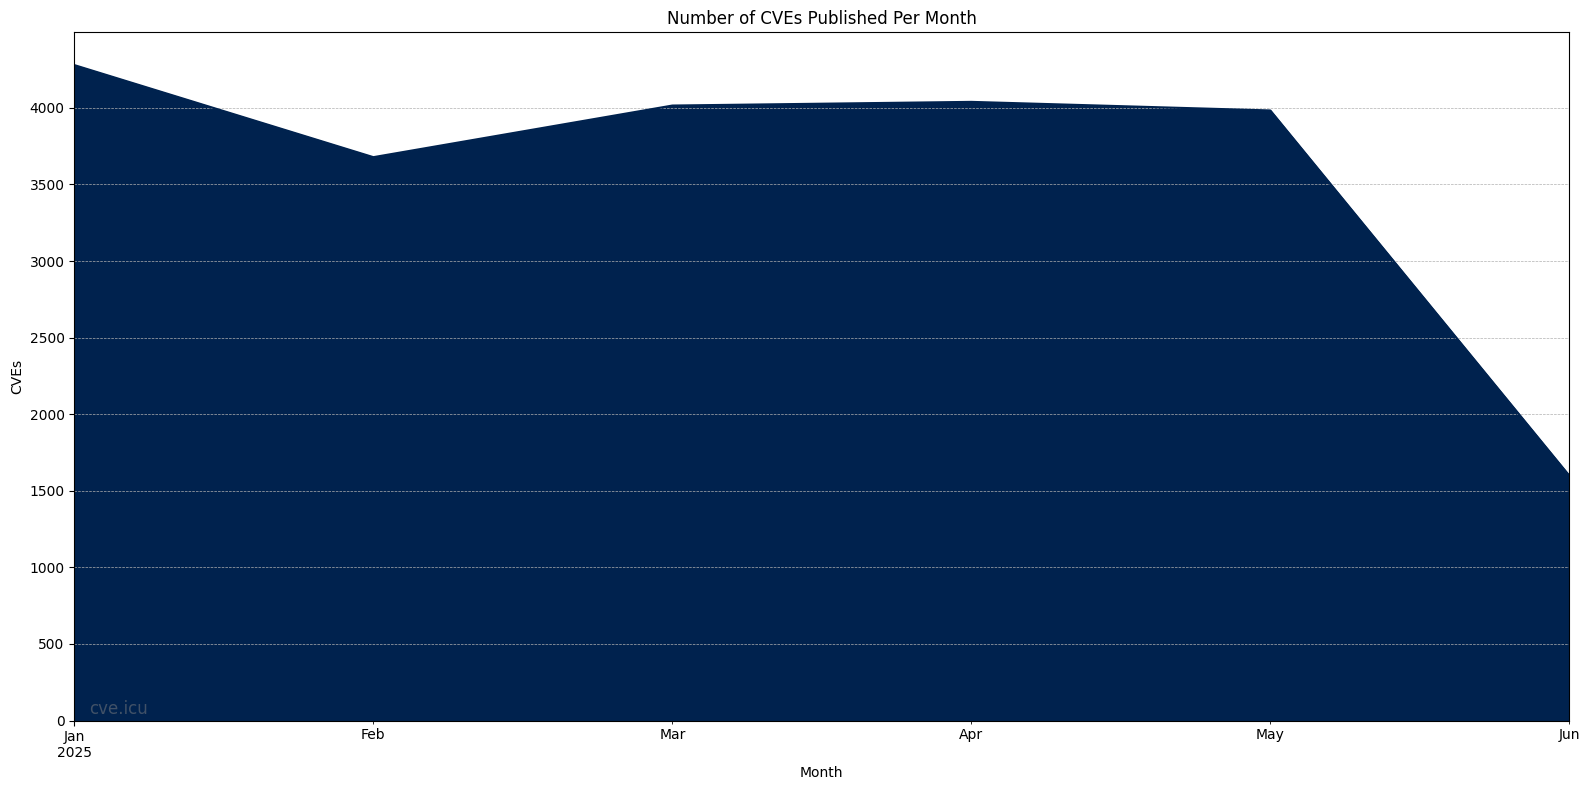 Number of CVEs Published Per Month
CVEs
4000
3500
3000
2500
2000
1500
1000
500
0
cve.icu
Jan Feb Mar Apr May Jun
2025
Month